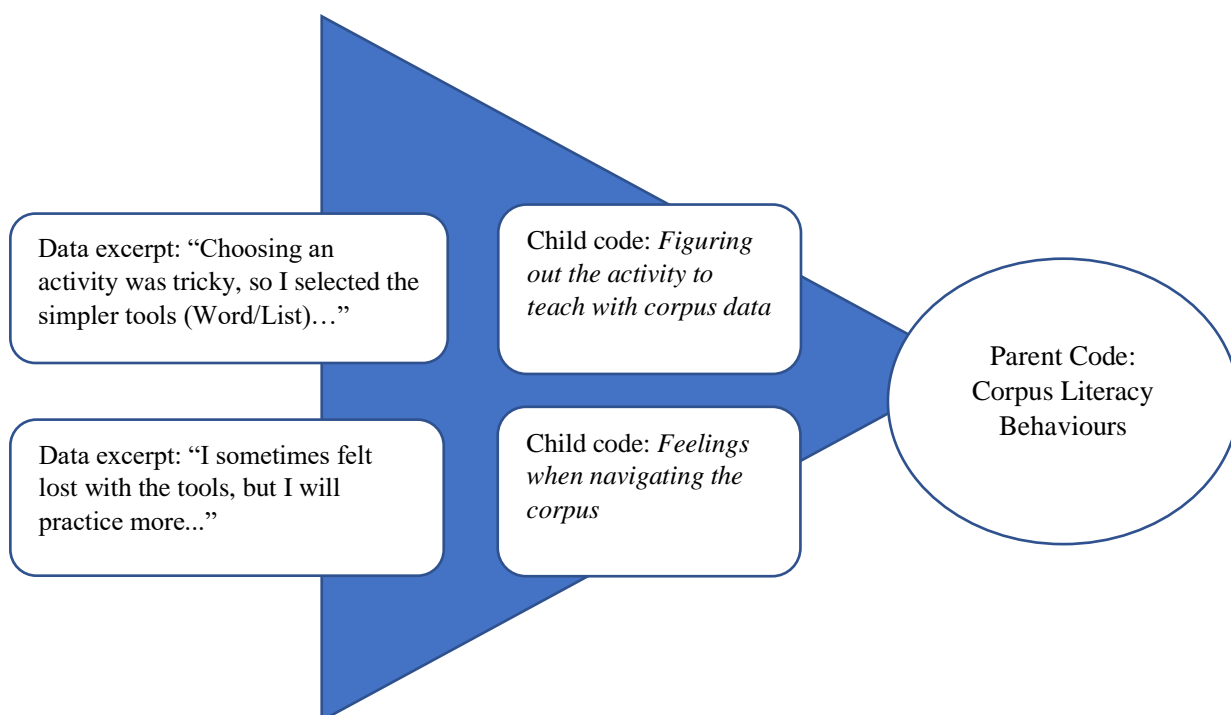 Data excerpt: “Choosing an
activity was tricky, so I selected the
simpler tools (Word/List)…”
Child code: Figuring
out the activity to
teach with corpus data
Data excerpt: “I sometimes felt
lost with the tools, but I will
practice more...”
Child code: Feelings
when navigating the
corpus
Parent Code:
Corpus Literacy
Behaviours